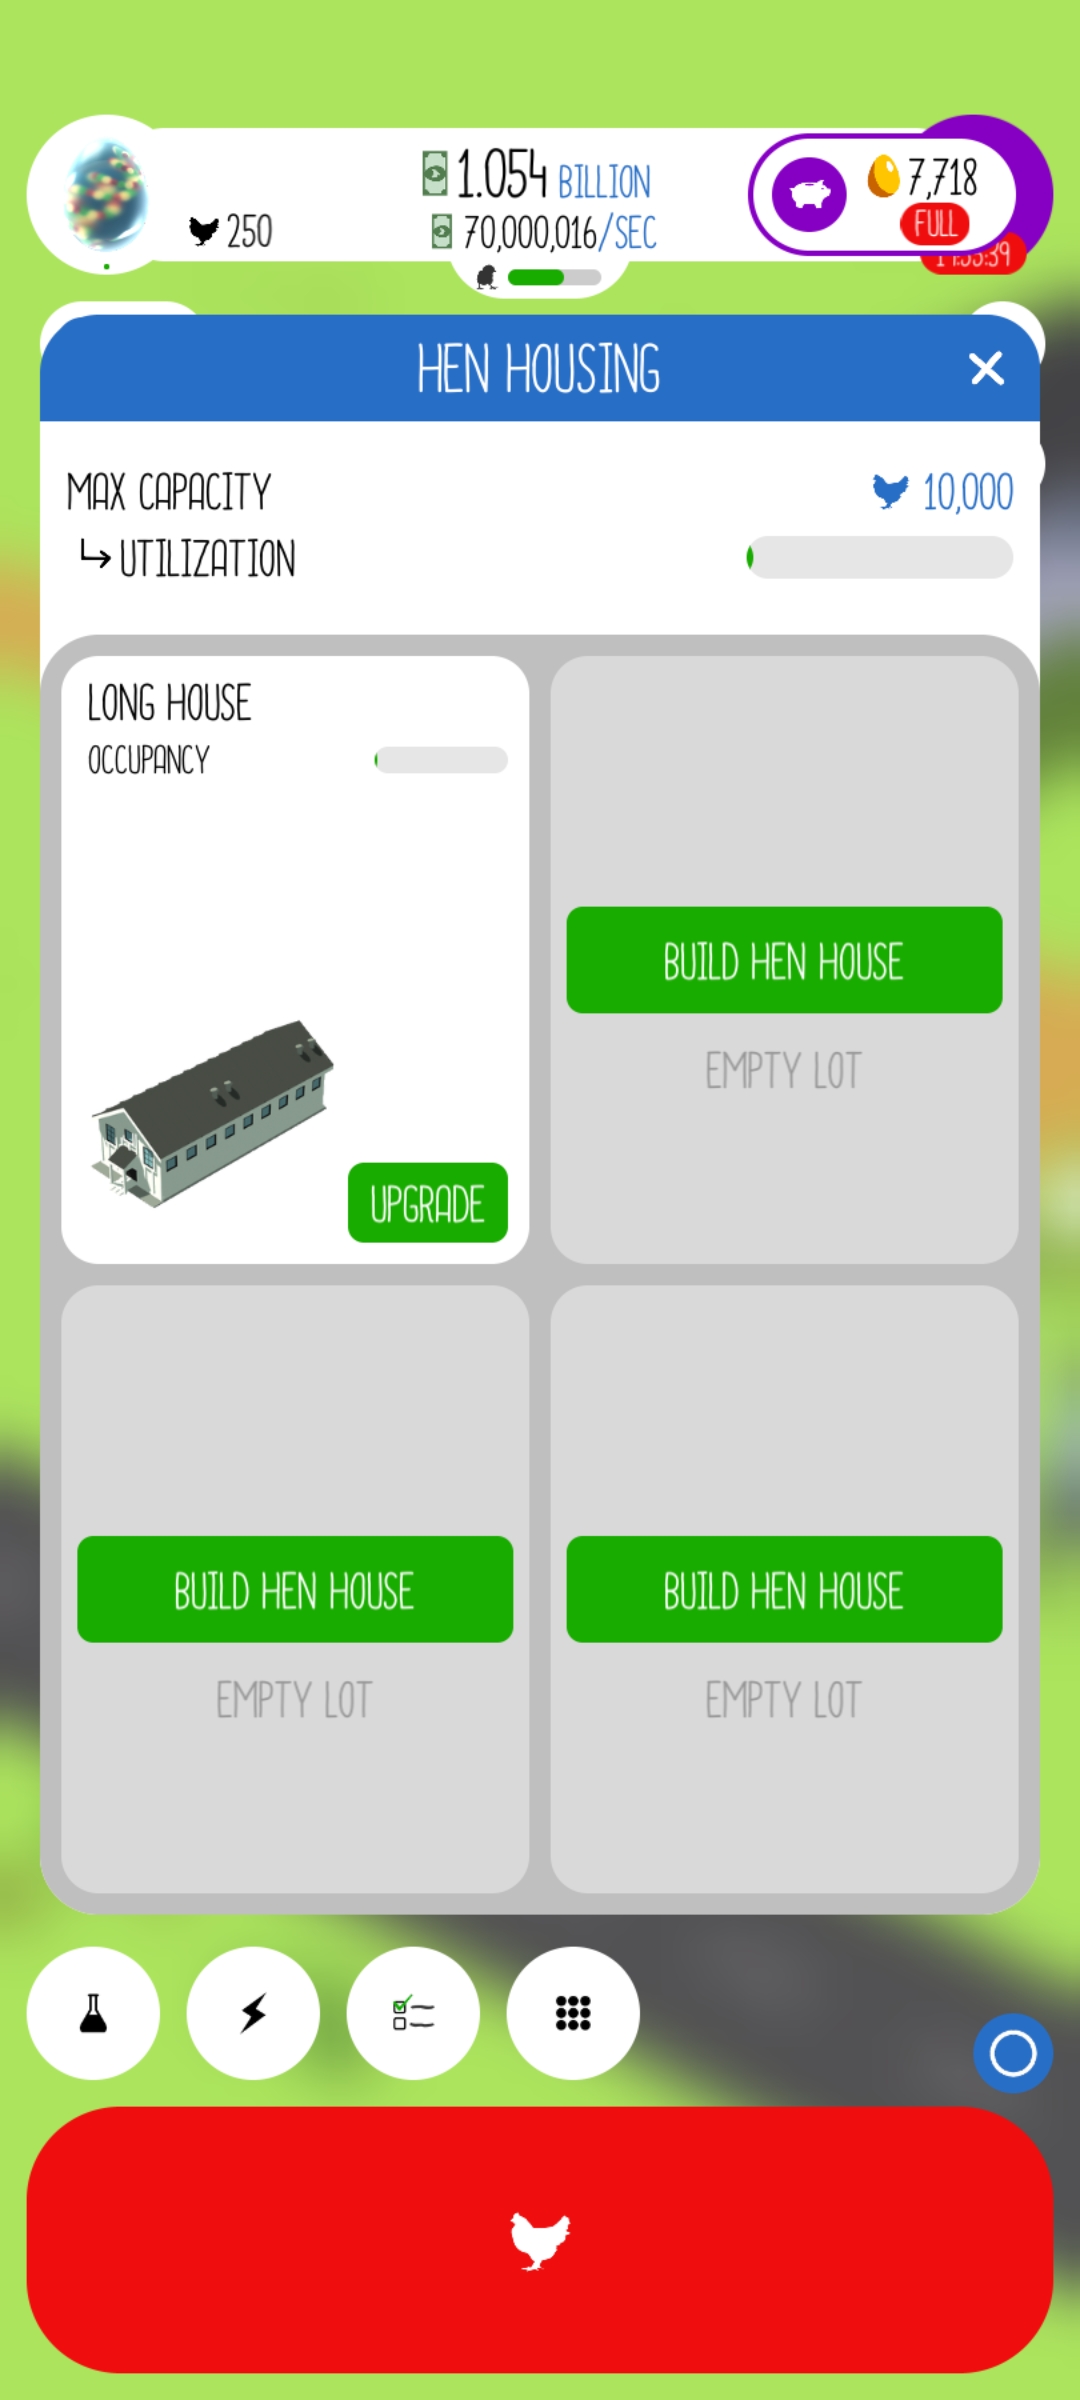 1.054 BILLION
250
70,000,016/SEC
7,718
FULL
HEN HOUSING
MAX CAPACITY
10,000
UTILIZATION
LONG HOUSE
OCCUPANCY
UPGRADE
BUILD HEN HOUSE
EMPTY LOT
BUILD HEN HOUSE
EMPTY LOT
BUILD HEN HOUSE
EMPTY LOT